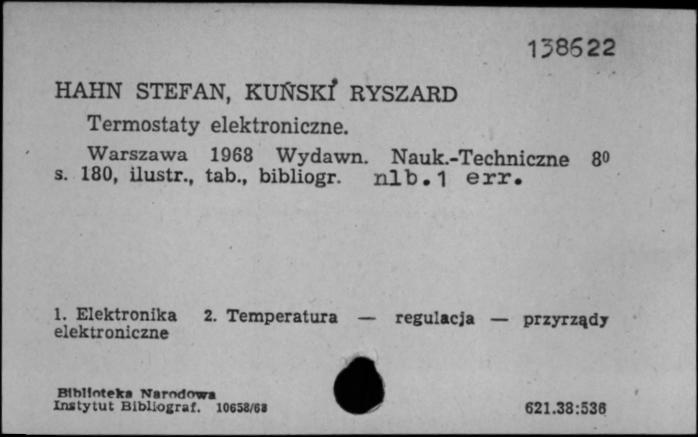 138622
HAHN STEFAN, KUŃSKI RYSZARD
Termostaty elektroniczne.
Warszawa 1968 Wydawn. Nauk.-Techniczne 8⁰
s. 180, ilustr., tab., bibliogr. nlb.1 err.
1. Elektronika 2. Temperatura — regulacja — przyrządy
elektroniczne
Biblioteka Narodowa
Instytut Bibliograf. 10658/68
621.38:536